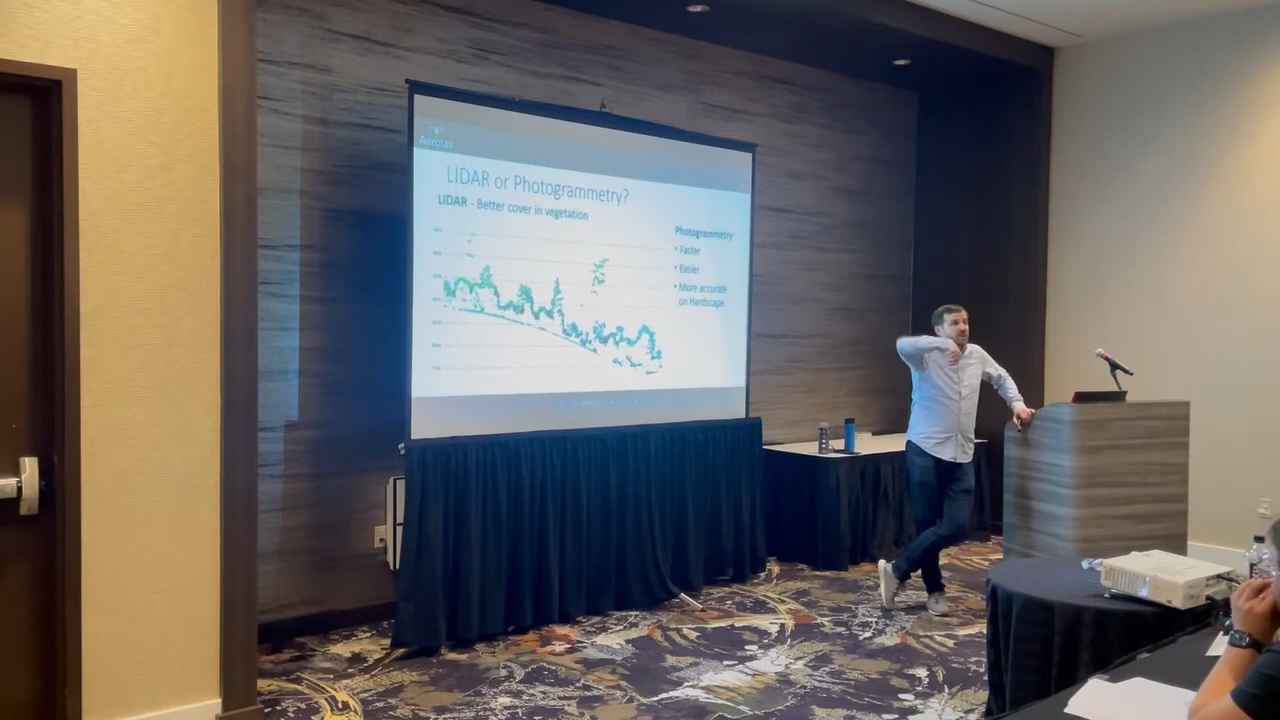 Aerotas
LIDAR or Photogrammetry?
LIDAR - Better cover in vegetation
Photogrammetry
• Faster
• Easier
• More accurate
on Hardscape